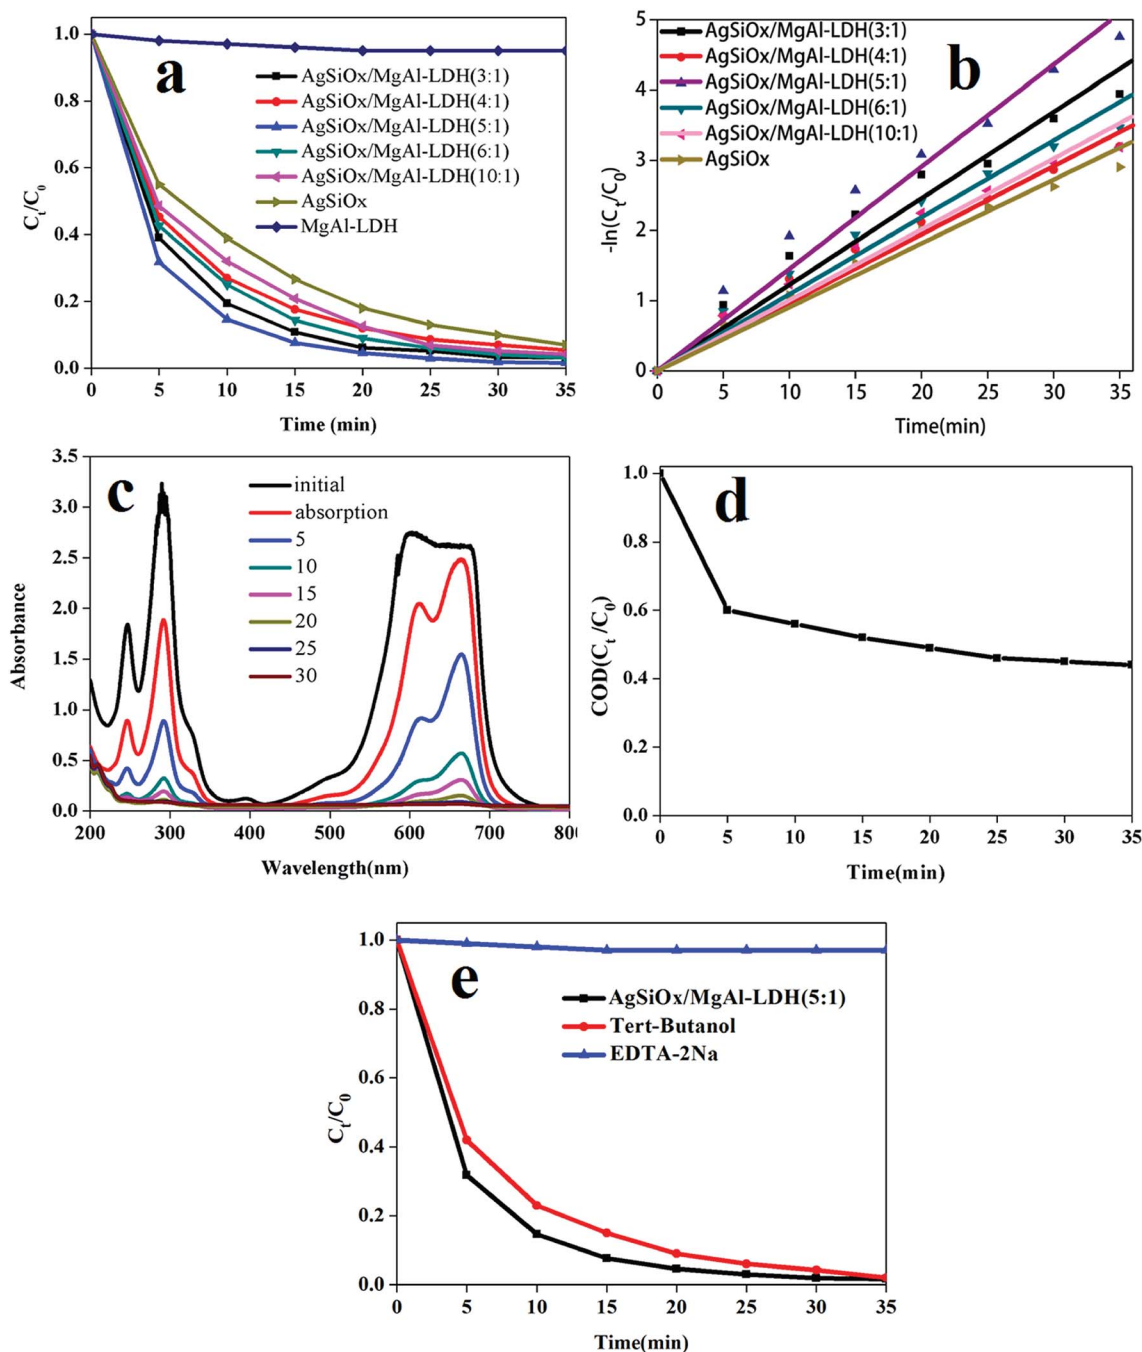 a
1.0
0.8
0.6
0.4
0.2
0.0
C_t/C_0
AgSiOx/MgAl-LDH(3:1)
AgSiOx/MgAl-LDH(4:1)
AgSiOx/MgAl-LDH(5:1)
AgSiOx/MgAl-LDH(6:1)
AgSiOx/MgAl-LDH(10:1)
AgSiOx
MgAl-LDH
0 5 10 15 20 25 30 35
Time (min)
b
5
4
3
2
1
0
-ln(C_t/C_0)
AgSiOx/MgAl-LDH(3:1)
AgSiOx/MgAl-LDH(4:1)
AgSiOx/MgAl-LDH(5:1)
AgSiOx/MgAl-LDH(6:1)
AgSiOx/MgAl-LDH(10:1)
AgSiOx
0 5 10 15 20 25 30 35
Time(min)
c
3.5
3.0
2.5
2.0
1.5
1.0
0.5
0.0
Absorbance
initial
absorption
5
10
15
20
25
30
200 300 400 500 600 700 800
Wavelength(nm)
d
1.0
0.8
0.6
0.4
0.2
0.0
COD(C_t /C_0)
0 5 10 15 20 25 30 35
Time(min)
e
1.0
0.8
0.6
0.4
0.2
0.0
C_t/C_0
AgSiOx/MgAl-LDH(5:1)
Tert-Butanol
EDTA-2Na
0 5 10 15 20 25 30 35
Time(min)